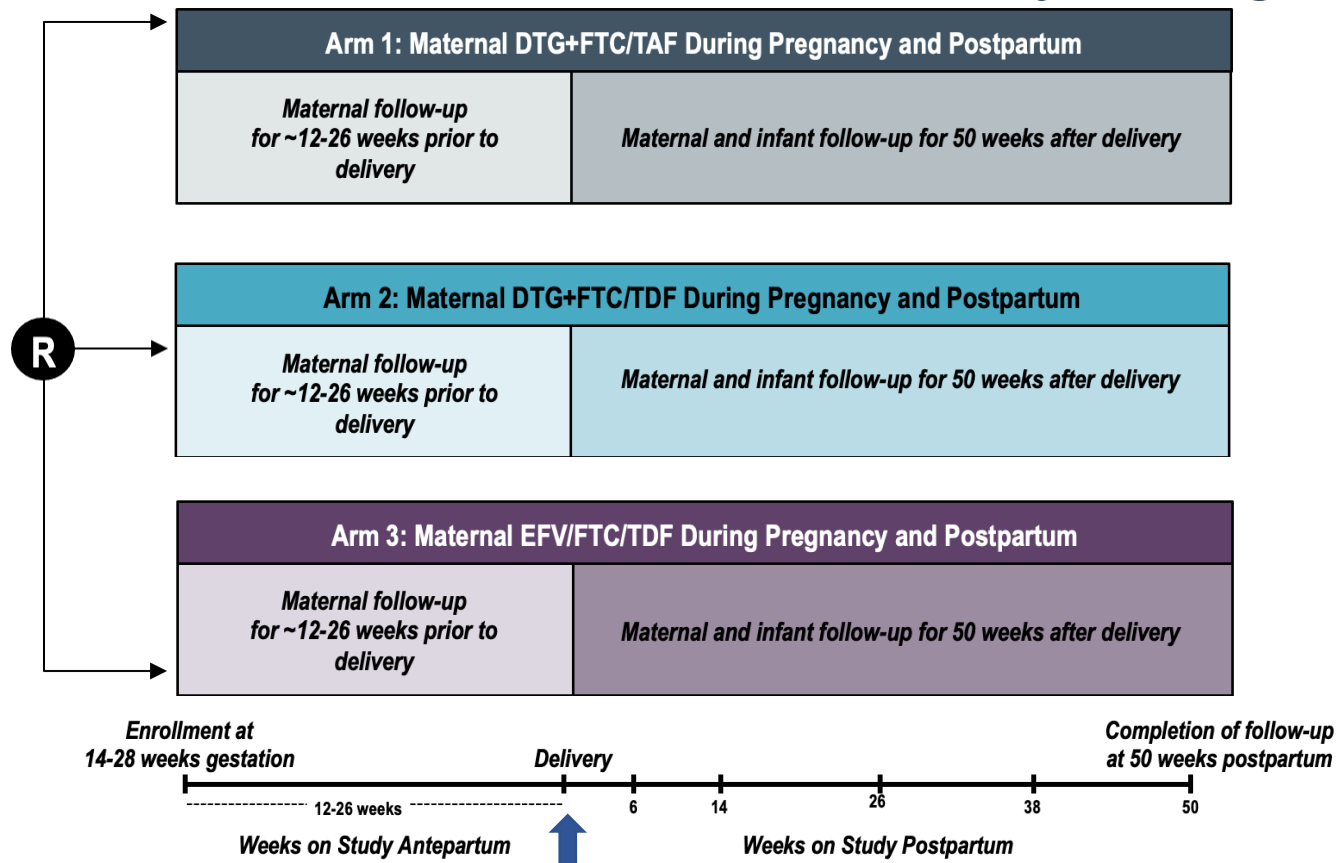 Arm 1: Maternal DTG+FTC/TAF During Pregnancy and Postpartum
Maternal follow-up
for ~12-26 weeks prior to
delivery
Maternal and infant follow-up for 50 weeks after delivery
R
Arm 2: Maternal DTG+FTC/TDF During Pregnancy and Postpartum
Maternal follow-up
for ~12-26 weeks prior to
delivery
Maternal and infant follow-up for 50 weeks after delivery
Arm 3: Maternal EFV/FTC/TDF During Pregnancy and Postpartum
Maternal follow-up
for ~12-26 weeks prior to
delivery
Maternal and infant follow-up for 50 weeks after delivery
Enrollment at
14-28 weeks gestation
Delivery
Completion of follow-up
at 50 weeks postpartum
12-26 weeks
6 14 26 38 50
Weeks on Study Antepartum
Weeks on Study Postpartum